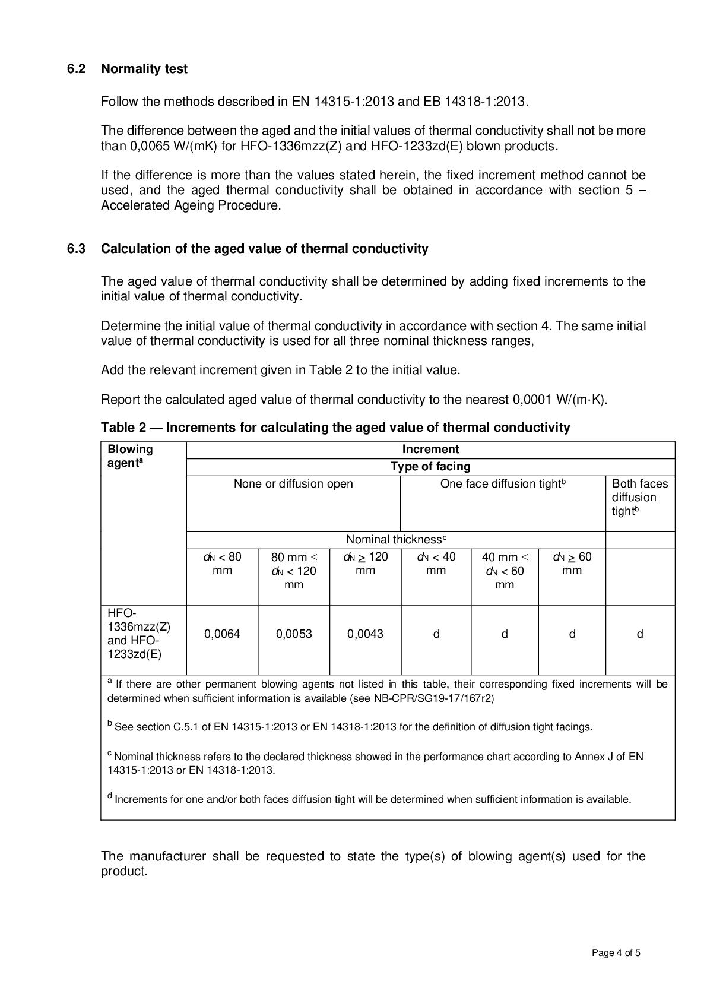 6.2 Normality test
Follow the methods described in EN 14315-1:2013 and EB 14318-1:2013.
The difference between the aged and the initial values of thermal conductivity shall not be more
than 0,0065 W/(mK) for HFO-1336mzz(Z) and HFO-1233zd(E) blown products.
If the difference is more than the values stated herein, the fixed increment method cannot be
used, and the aged thermal conductivity shall be obtained in accordance with section 5 –
Accelerated Ageing Procedure.
6.3 Calculation of the aged value of thermal conductivity
The aged value of thermal conductivity shall be determined by adding fixed increments to the
initial value of thermal conductivity.
Determine the initial value of thermal conductivity in accordance with section 4. The same initial
value of thermal conductivity is used for all three nominal thickness ranges,
Add the relevant increment given in Table 2 to the initial value.
Report the calculated aged value of thermal conductivity to the nearest 0,0001 W/(m·K).
Table 2 — Increments for calculating the aged value of thermal conductivity
Blowing
agentᵃ
Increment
Type of facing
None or diffusion open
One face diffusion tightᵇ
Both faces
diffusion
tightᵇ
Nominal thicknessᶜ
dN < 80
mm
80 mm ≤
dN < 120
mm
dN ≥ 120
mm
dN < 40
mm
40 mm ≤
dN < 60
mm
dN ≥ 60
mm
HFO-
1336mzz(Z)
and HFO-
1233zd(E)
0,0064
0,0053
0,0043
d
d
d
d
ᵃ If there are other permanent blowing agents not listed in this table, their corresponding fixed increments will be
determined when sufficient information is available (see NB-CPR/SG19-17/167r2)
ᵇ See section C.5.1 of EN 14315-1:2013 or EN 14318-1:2013 for the definition of diffusion tight facings.
ᶜ Nominal thickness refers to the declared thickness showed in the performance chart according to Annex J of EN
14315-1:2013 or EN 14318-1:2013.
ᵈ Increments for one and/or both faces diffusion tight will be determined when sufficient information is available.
The manufacturer shall be requested to state the type(s) of blowing agent(s) used for the
product.
Page 4 of 5